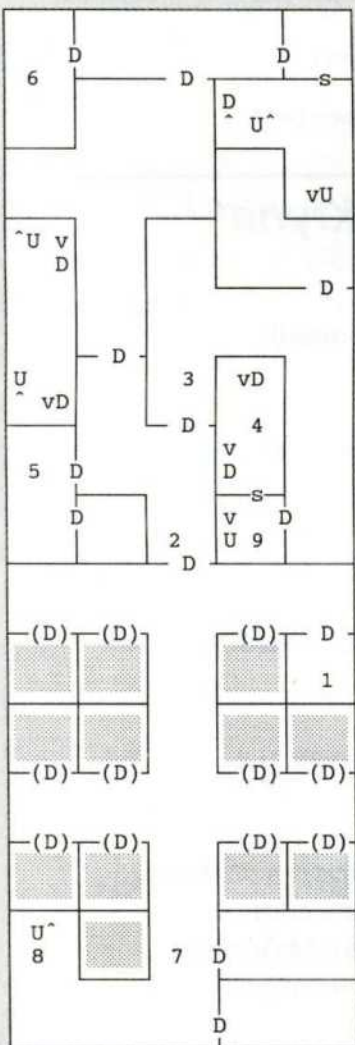 D D
6 D S
D
^ U^
vU
^U v
D
D
D
3 vD
U
^ vD
D 4
v
5 D D
S
D v D
2 U 9
D
(D) (D) (D) D
1
(D) (D) (D) (D)
(D) (D) (D) (D)
U^
8 7 D
D